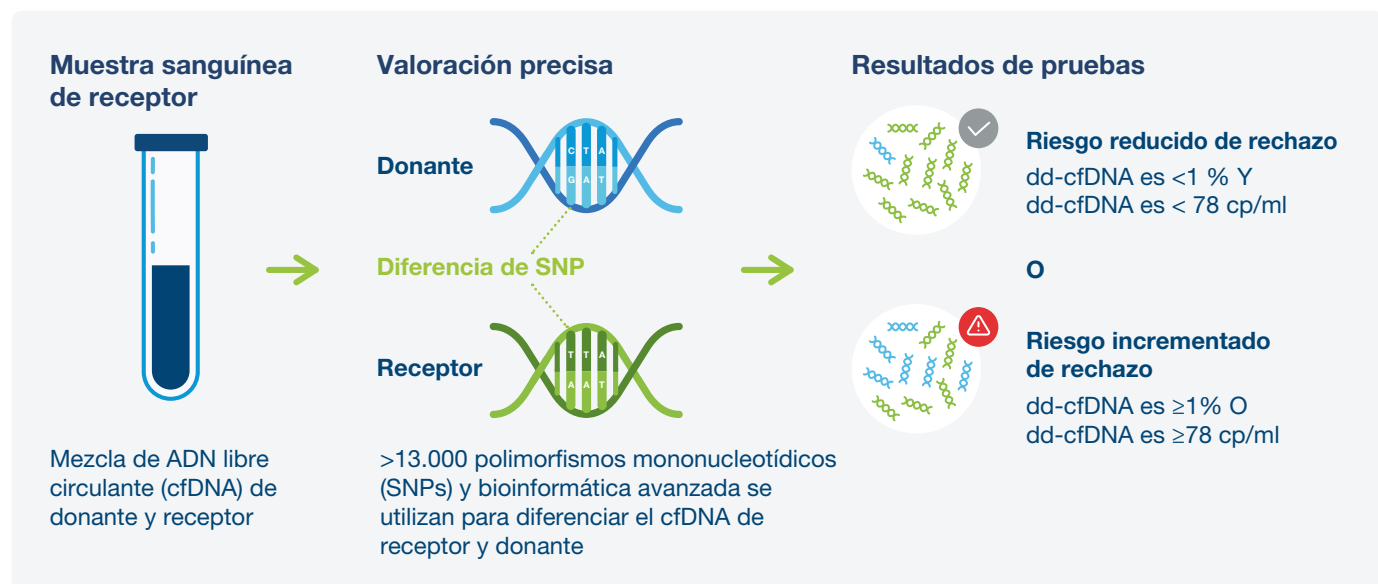 Muestra sanguínea
de receptor
Mezcla de ADN libre
circulante (cfDNA) de
donante y receptor
Valoración precisa
Donante
C T A
G A T
Diferencia de SNP
Receptor
T T A
A A T
>13.000 polimorfismos mononucleotídicos
(SNPs) y bioinformática avanzada se
utilizan para diferenciar el cfDNA de
receptor y donante
Resultados de pruebas
Riesgo reducido de rechazo
dd-cfDNA es <1 % Y
dd-cfDNA es < 78 cp/ml
O
Riesgo incrementado
de rechazo
dd-cfDNA es ≥1% O
dd-cfDNA es ≥78 cp/ml